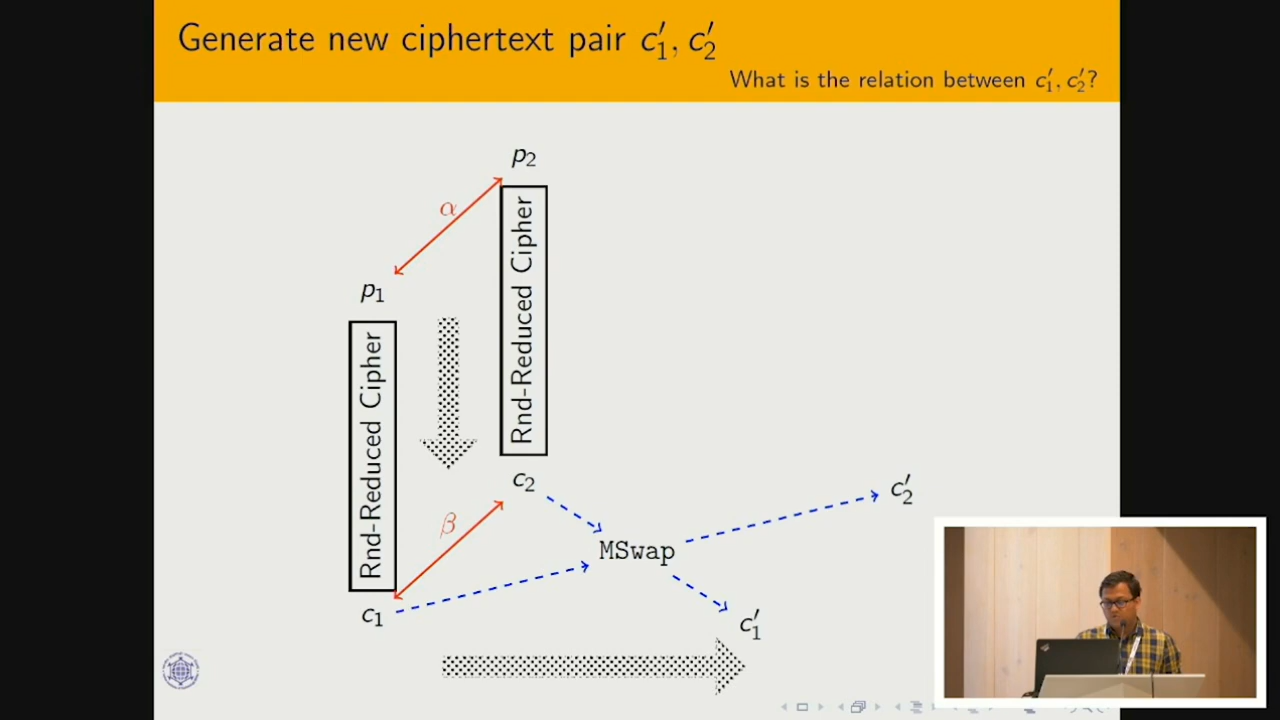 Generate new ciphertext pair c′₁, c′₂
What is the relation between c′₁, c′₂?
p₂
α
Rnd-Reduced Cipher
p₁
Rnd-Reduced Cipher
c₂
c′₂
β
MSwap
c₁
c′₁